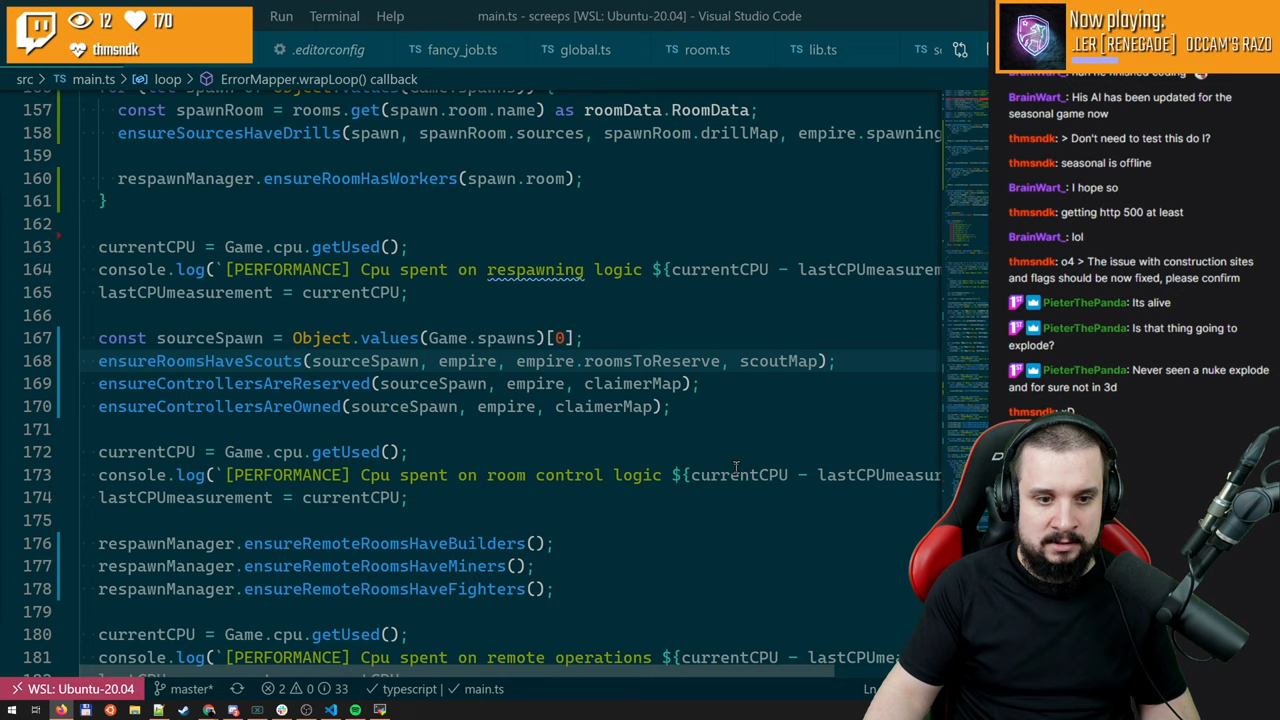 12 170
thmsndk
Run Terminal Help main.ts - screeps [WSL: Ubuntu-20.04] - Visual Studio Code
Now playing:
.LER [RENEGADE] OCCAM'S RAZO
.editorconfig TS fancy_job.ts TS global.ts TS room.ts TS lib.ts TS
src > TS main.ts > loop > ErrorMapper.wrapLoop() callback
157 const spawnRoom = rooms.get(spawn.room.name) as roomData.RoomData;
158 ensureSourcesHaveDrills(spawn, spawnRoom.sources, spawnRoom.drillMap, empire.spawning
159
160 respawnManager.ensureRoomHasWorkers(spawn.room);
161 }
162
163 currentCPU = Game.cpu.getUsed();
164 console.log(`[PERFORMANCE] Cpu spent on respawning logic ${currentCPU - lastCPUmeasurem
165 lastCPUmeasurement = currentCPU;
166
167 const sourceSpawn = Object.values(Game.spawns)[0];
168 ensureRoomsHaveScouts(sourceSpawn, empire, empire.roomsToReserve, scoutMap);
169 ensureControllersAreReserved(sourceSpawn, empire, claimerMap);
170 ensureControllersAreOwned(sourceSpawn, empire, claimerMap);
171
172 currentCPU = Game.cpu.getUsed();
173 console.log(`[PERFORMANCE] Cpu spent on room control logic ${currentCPU - lastCPUmeasur
174 lastCPUmeasurement = currentCPU;
175
176 respawnManager.ensureRemoteRoomsHaveBuilders();
177 respawnManager.ensureRemoteRoomsHaveMiners();
178 respawnManager.ensureRemoteRoomsHaveFighters();
179
180 currentCPU = Game.cpu.getUsed();
181 console.log(`[PERFORMANCE] Cpu spent on remote operations ${currentCPU - lastCPUmea
WSL: Ubuntu-20.04 master* 2 0 33 typescript main.ts Ln
BrainWart_: His AI has been updated for the
seasonal game now
thmsndk: > Don't need to test this do I?
thmsndk: seasonal is offline
BrainWart_: I hope so
thmsndk: getting http 500 at least
BrainWart_: lol
thmsndk: o4 > The issue with construction sites
and flags should be now fixed, please confirm
1ST PieterThePanda: Its alive
1ST PieterThePanda: Is that thing going to
explode?
1ST PieterThePanda: Never seen a nuke explode
and for sure not in 3d
thmsndk: xD